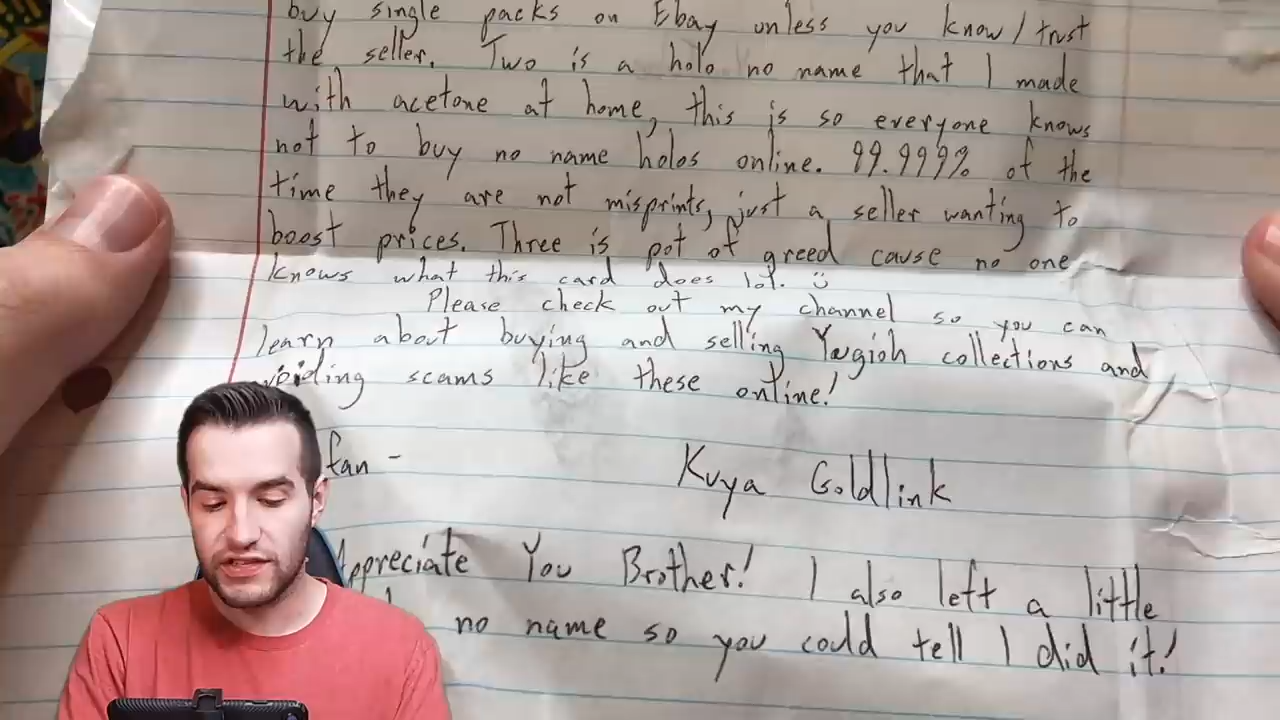 buy single packs on Ebay unless you know/trust
the seller. Two is a holo no name that I made
with acetone at home, this is so everyone knows
not to buy no name holos online. 99.999% of the
time they are not misprints, just a seller wanting to
boost prices. Three is pot of greed cause no one
knows what this card does lol. :)
Please check out my channel so you can
learn about buying and selling Yugioh collections and
avoiding scams like these online!
fan - Kuya Goldlink
Appreciate You Brother! I also left a little
no name so you could tell I did it!